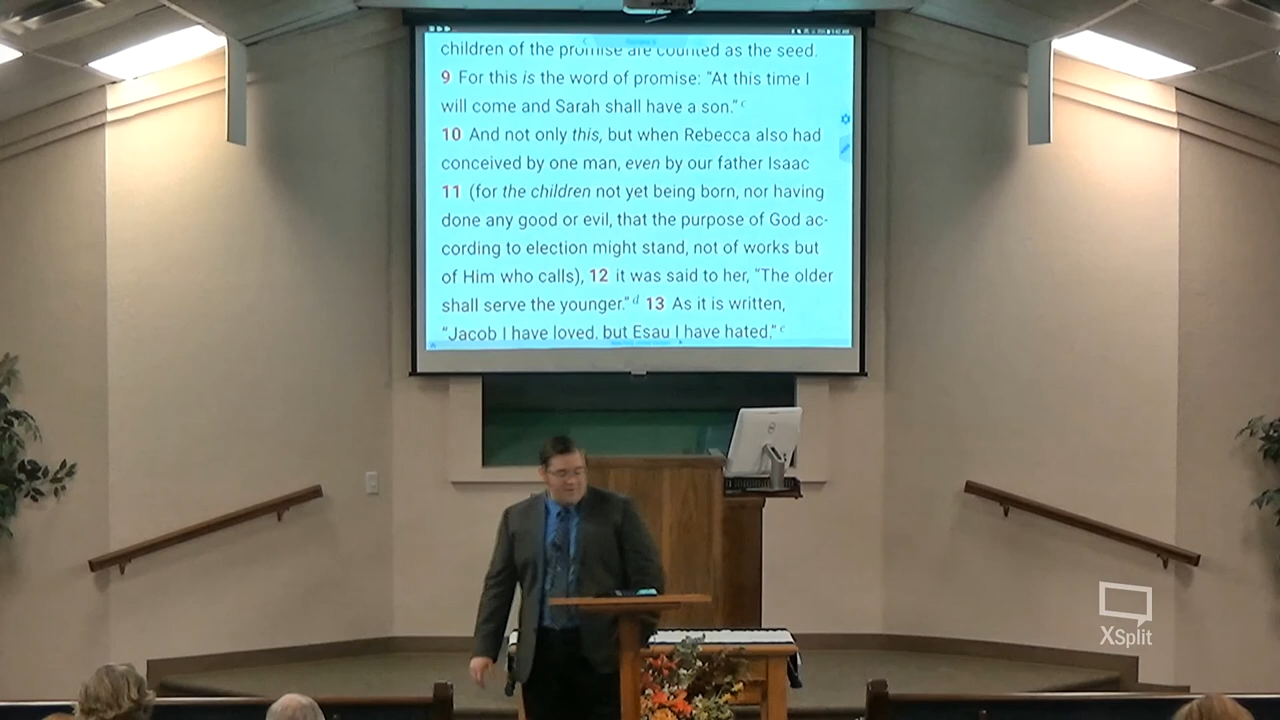 children of the promise are counted as the seed.
9 For this is the word of promise: "At this time I
will come and Sarah shall have a son." c
10 And not only this, but when Rebecca also had
conceived by one man, even by our father Isaac
11 (for the children not yet being born, nor having
done any good or evil, that the purpose of God ac-
cording to election might stand, not of works but
of Him who calls), 12 it was said to her, "The older
shall serve the younger." d 13 As it is written,
"Jacob I have loved, but Esau I have hated." e
XSplit